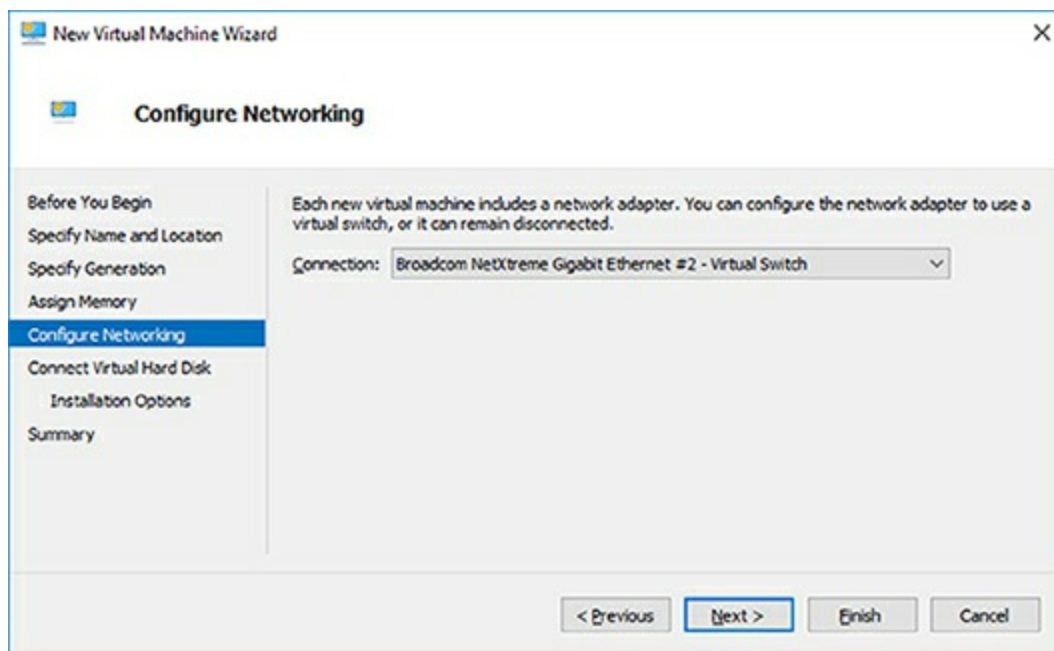 New Virtual Machine Wizard
Configure Networking
Before You Begin
Specify Name and Location
Specify Generation
Assign Memory
Configure Networking
Connect Virtual Hard Disk
Installation Options
Summary
Each new virtual machine includes a network adapter. You can configure the network adapter to use a
virtual switch, or it can remain disconnected.
Connection: Broadcom NetXtreme Gigabit Ethernet #2 - Virtual Switch
< Previous Next > Finish Cancel